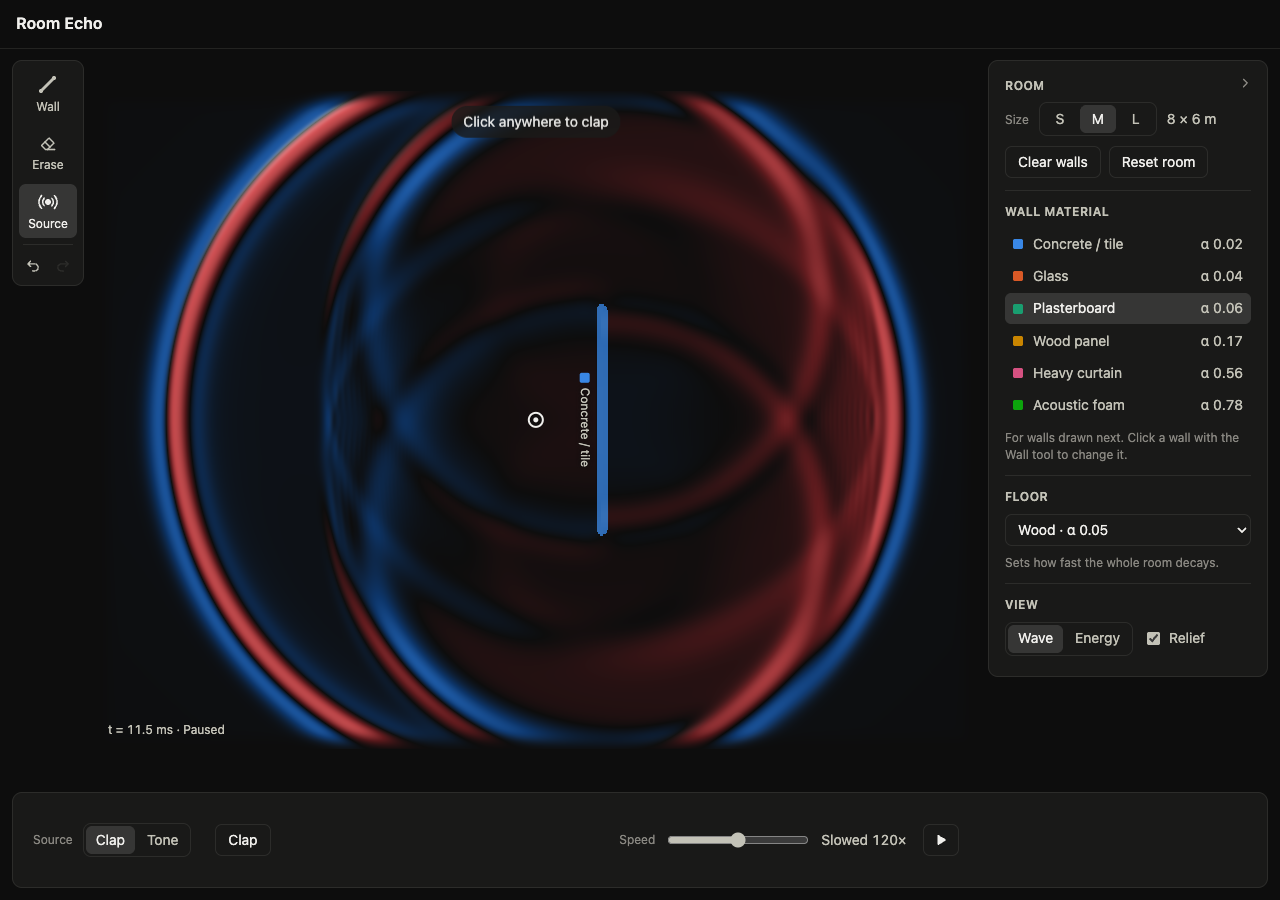 Room Echo
Wall
Erase
Source
Click anywhere to clap
Concrete / tile
t = 11.5 ms · Paused
ROOM
Size S M L 8 × 6 m
Clear walls Reset room
WALL MATERIAL
Concrete / tile α 0.02
Glass α 0.04
Plasterboard α 0.06
Wood panel α 0.17
Heavy curtain α 0.56
Acoustic foam α 0.78
For walls drawn next. Click a wall with the
Wall tool to change it.
FLOOR
Wood · α 0.05
Sets how fast the whole room decays.
VIEW
Wave Energy Relief
Source Clap Tone Clap Speed Slowed 120×